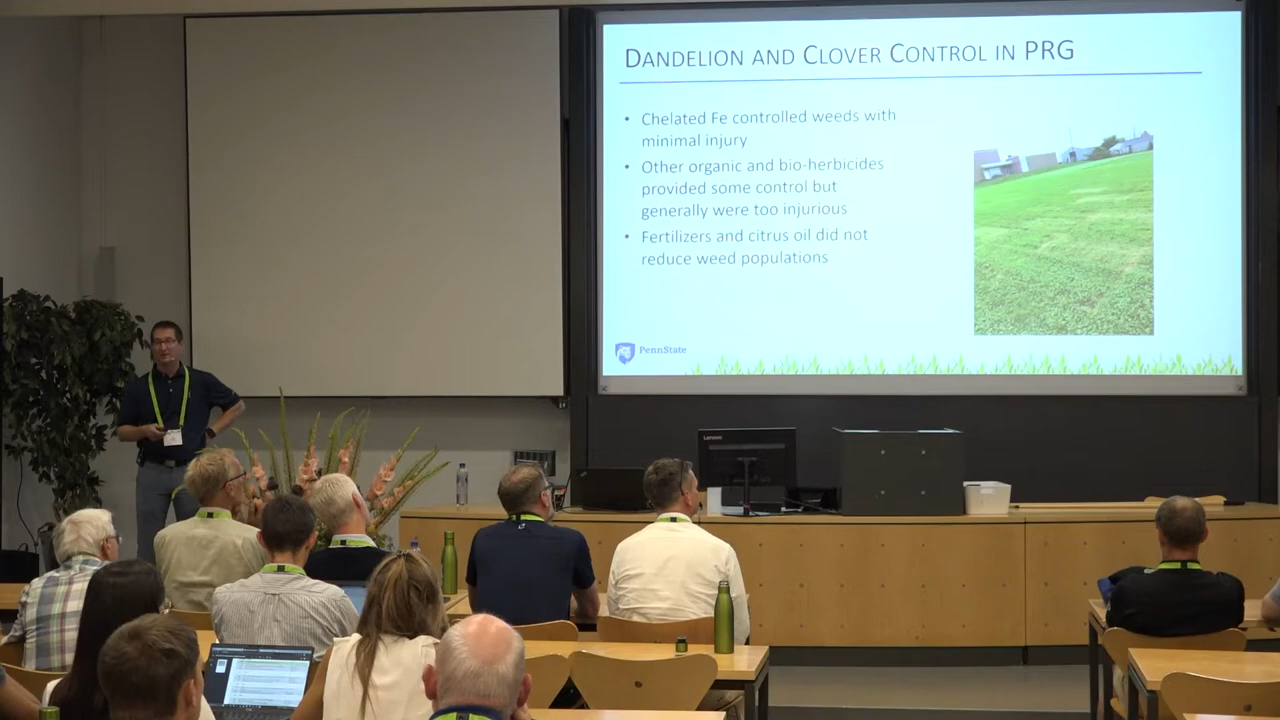 DANDELION AND CLOVER CONTROL IN PRG
• Chelated Fe controlled weeds with
minimal injury
• Other organic and bio-herbicides
provided some control but
generally were too injurious
• Fertilizers and citrus oil did not
reduce weed populations
PennState
Lenovo